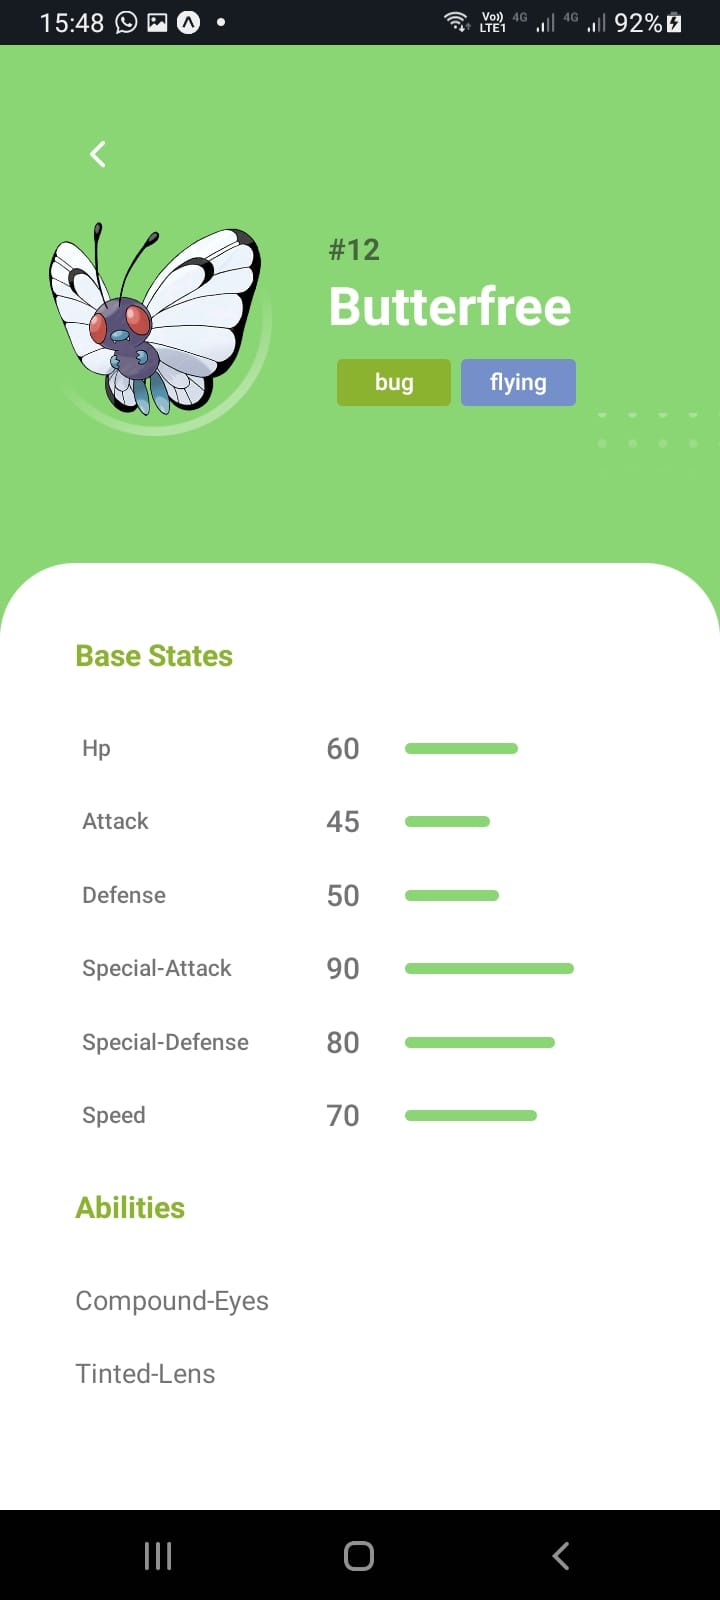 15:48 Vo)) LTE1 4G 4G 92%
#12
Butterfree
bug flying
Base States
Hp 60
Attack 45
Defense 50
Special-Attack 90
Special-Defense 80
Speed 70
Abilities
Compound-Eyes
Tinted-Lens